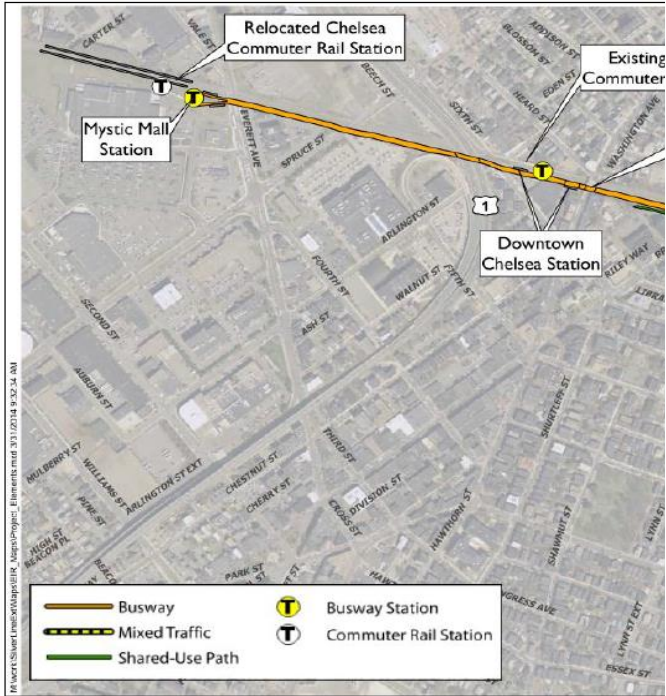 CARTER ST
VALE ST
Relocated Chelsea
Commuter Rail Station
ADDISON ST
BLOSSOM ST
BEECH ST
Existing
Commuter
EDEN ST
HEARD ST
SIXTH ST
WASHINGTON AVE
T
T
Mystic Mall
Station
EVERETT AVE
SPRUCE ST
T
1
ARLINGTON ST
Downtown
Chelsea Station
RILEY WAY
WALNUT ST
FIFTH ST
FOURTH ST
ASH ST
SECOND ST
AUBURN ST
SHURTLEFF ST
MULBERRY ST
WILLIAMS ST
PINE ST
ARLINGTON ST EXT
CHESTNUT ST
CHERRY ST
THIRD ST
CROSS ST
DIVISION ST
HAWTHORN ST
SHAWMUT ST
LYNN ST
HIGH ST
BEACON PL
PARK ST
LYNN ST EXT
ESSEX ST
Busway
Mixed Traffic
Shared-Use Path
T Busway Station
T Commuter Rail Station